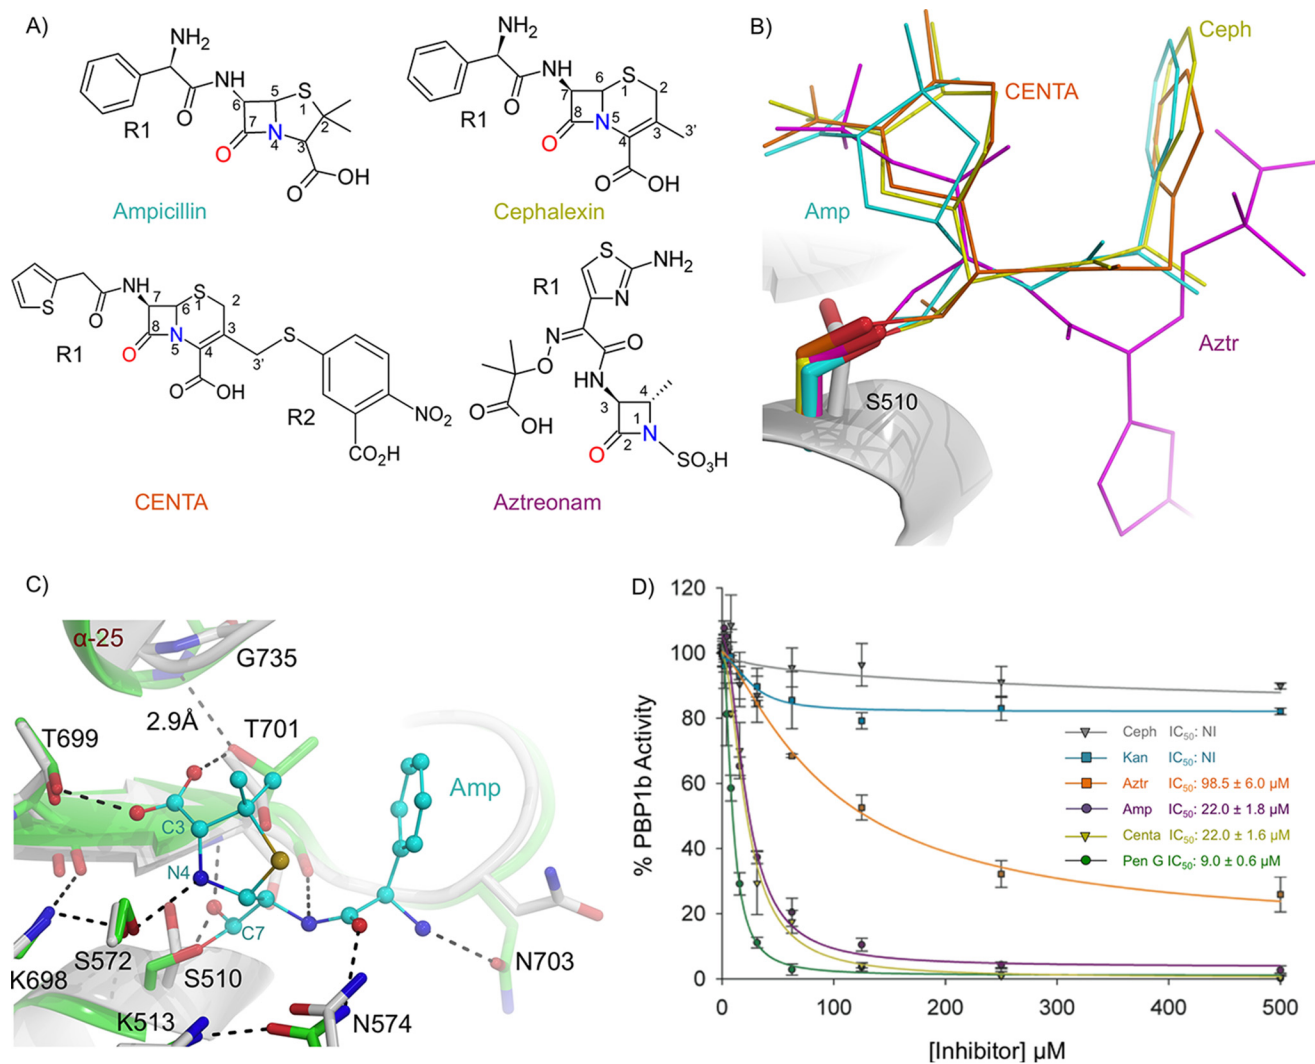 A)
NH2
NH
O
R1
S
1
2
3
4
5
6
7
N
O
O
OH
Ampicillin
NH2
NH
O
R1
S
1
2
3
3'
4
5
6
7
8
N
O
O
OH
Cephalexin
S
NH
O
R1
S
1
2
3
3'
4
5
6
7
8
N
O
O
OH
S
R2
NO2
CO2H
CENTA
S
NH2
R1
N
N
O
O
O
OH
HN
1
2
3
4
N
O
SO3H
Aztreonam
B)
Ceph
CENTA
Amp
Aztr
S510
C)
α-25
G735
2.9Å
T699
T701
Amp
C3
N4
C7
S572
S510
K698
N703
K513
N574
D)
% PBP1b Activity
120
100
80
60
40
20
0
Ceph IC50: NI
Kan IC50: NI
Aztr IC50: 98.5 ± 6.0 µM
Amp IC50: 22.0 ± 1.8 µM
Centa IC50: 22.0 ± 1.6 µM
Pen G IC50: 9.0 ± 0.6 µM
0 100 200 300 400 500
[Inhibitor] µM